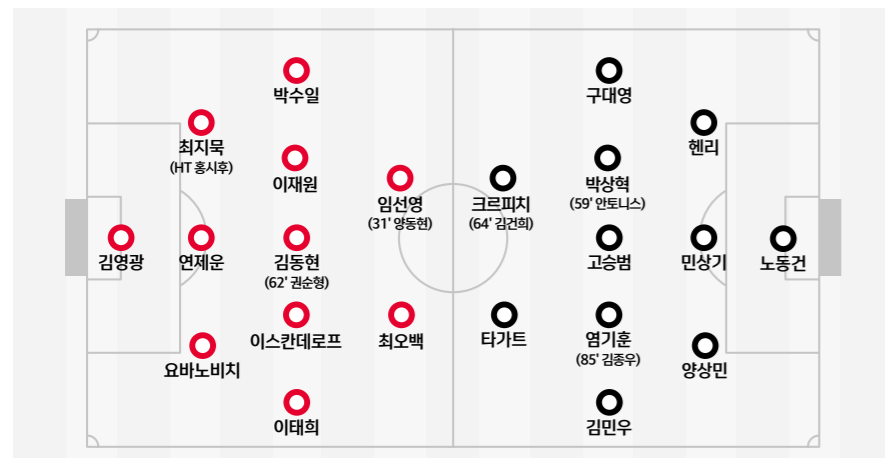 박수일
구대영
최지묵
(HT 홍시후)
헨리
이재원
박상혁
(59' 안토니스)
임선영
(31' 양동현)
크르피치
(64' 김건희)
김영광
연제운
김동현
(62' 권순형)
고승범
민상기
노동건
이스칸데로프
최오백
타가트
염기훈
(85' 김종우)
요바노비치
양상민
이태희
김민우